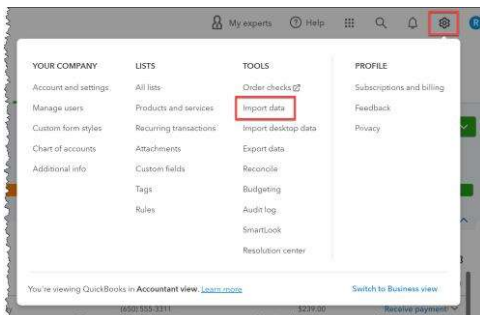 My experts Help
YOUR COMPANY
Account and settings
Manage users
Custom form styles
Chart of accounts
Additional info
LISTS
All lists
Products and services
Recurring transactions
Attachments
Custom fields
Tags
Rules
TOOLS
Order checks
Import data
Import desktop data
Export data
Reconcile
Budgeting
Audit log
SmartLook
Resolution center
PROFILE
Subscriptions and billing
Feedback
Privacy
You're viewing QuickBooks in Accountant view. Learn more
Switch to Business view
(650) 555-3311 $239.00 Receive payment